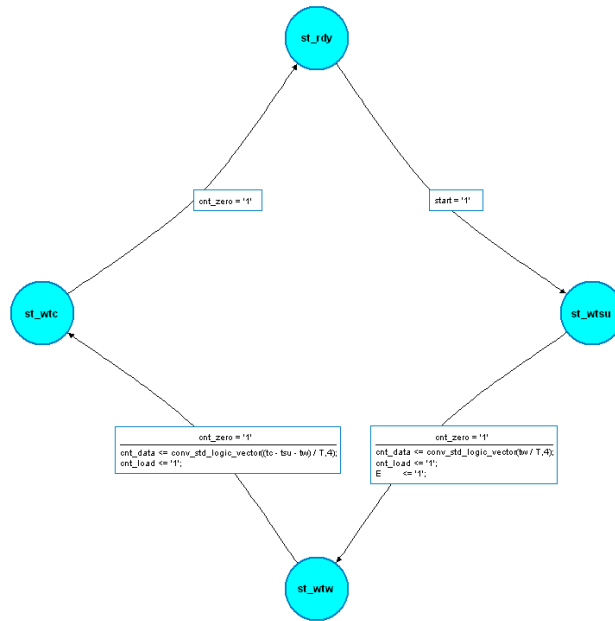 st_rdy
cnt_zero = '1'
start = '1'
st_wtc
st_wtsu
cnt_zero = '1'
cnt_data <= conv_std_logic_vector((tc - tsu - tw) / T,4);
cnt_load <= '1';
cnt_zero = '1'
cnt_data <= conv_std_logic_vector(tw / T,4);
cnt_load <= '1';
E <= '1';
st_wtw